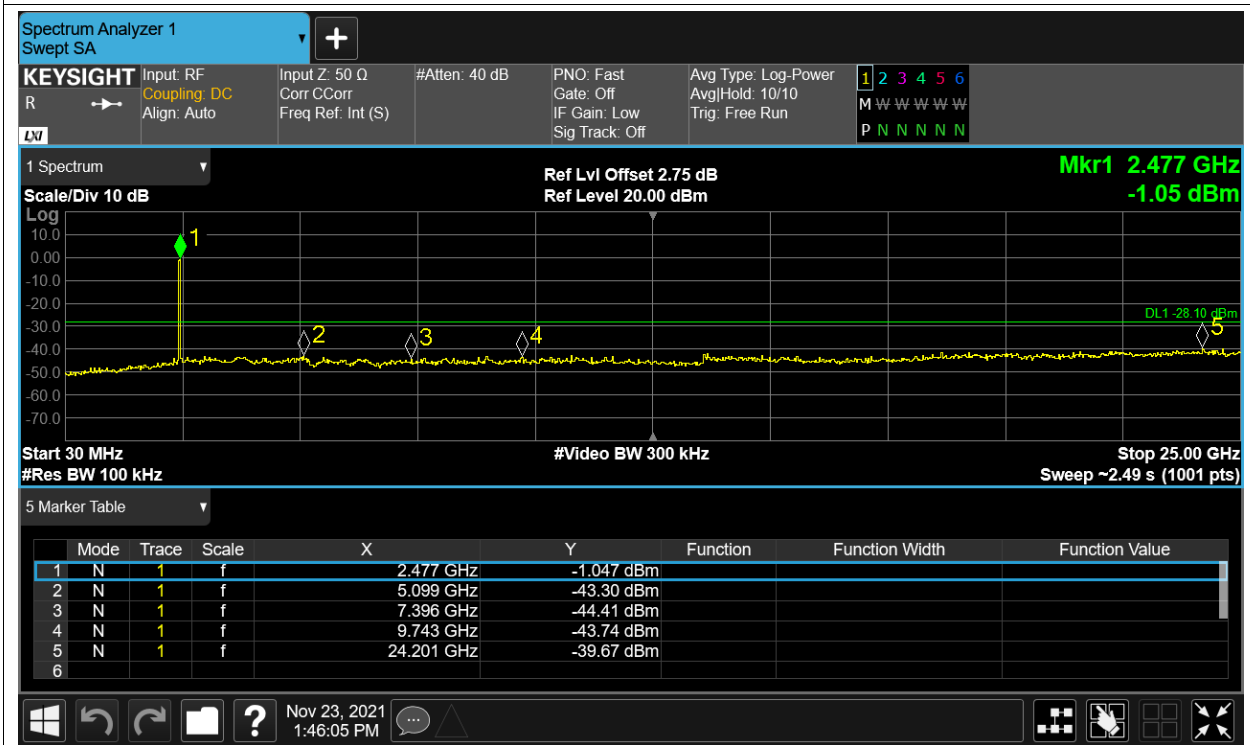 Spectrum Analyzer 1
Swept SA
KEYSIGHT
R
LXI
Input: RF
Coupling: DC
Align: Auto
Input Z: 50 Ω
Corr CCorr
Freq Ref: Int (S)
#Atten: 40 dB
PNO: Fast
Gate: Off
IF Gain: Low
Sig Track: Off
Avg Type: Log-Power
Avg|Hold: 10/10
Trig: Free Run
1 2 3 4 5 6
M W W W W W
P N N N N N
1 Spectrum
Scale/Div 10 dB
Ref Lvl Offset 2.75 dB
Ref Level 20.00 dBm
Mkr1 2.477 GHz
-1.05 dBm
Log
10.0
0.00
-10.0
-20.0
-30.0
-40.0
-50.0
-60.0
-70.0
1
2
3
4
5
DL1 -28.10 dBm
Start 30 MHz
#Res BW 100 kHz
#Video BW 300 kHz
Stop 25.00 GHz
Sweep ~2.49 s (1001 pts)
5 Marker Table
Mode Trace Scale X Y Function Function Width Function Value
1 N 1 f 2.477 GHz -1.047 dBm
2 N 1 f 5.099 GHz -43.30 dBm
3 N 1 f 7.396 GHz -44.41 dBm
4 N 1 f 9.743 GHz -43.74 dBm
5 N 1 f 24.201 GHz -39.67 dBm
6
?
Nov 23, 2021
1:46:05 PM